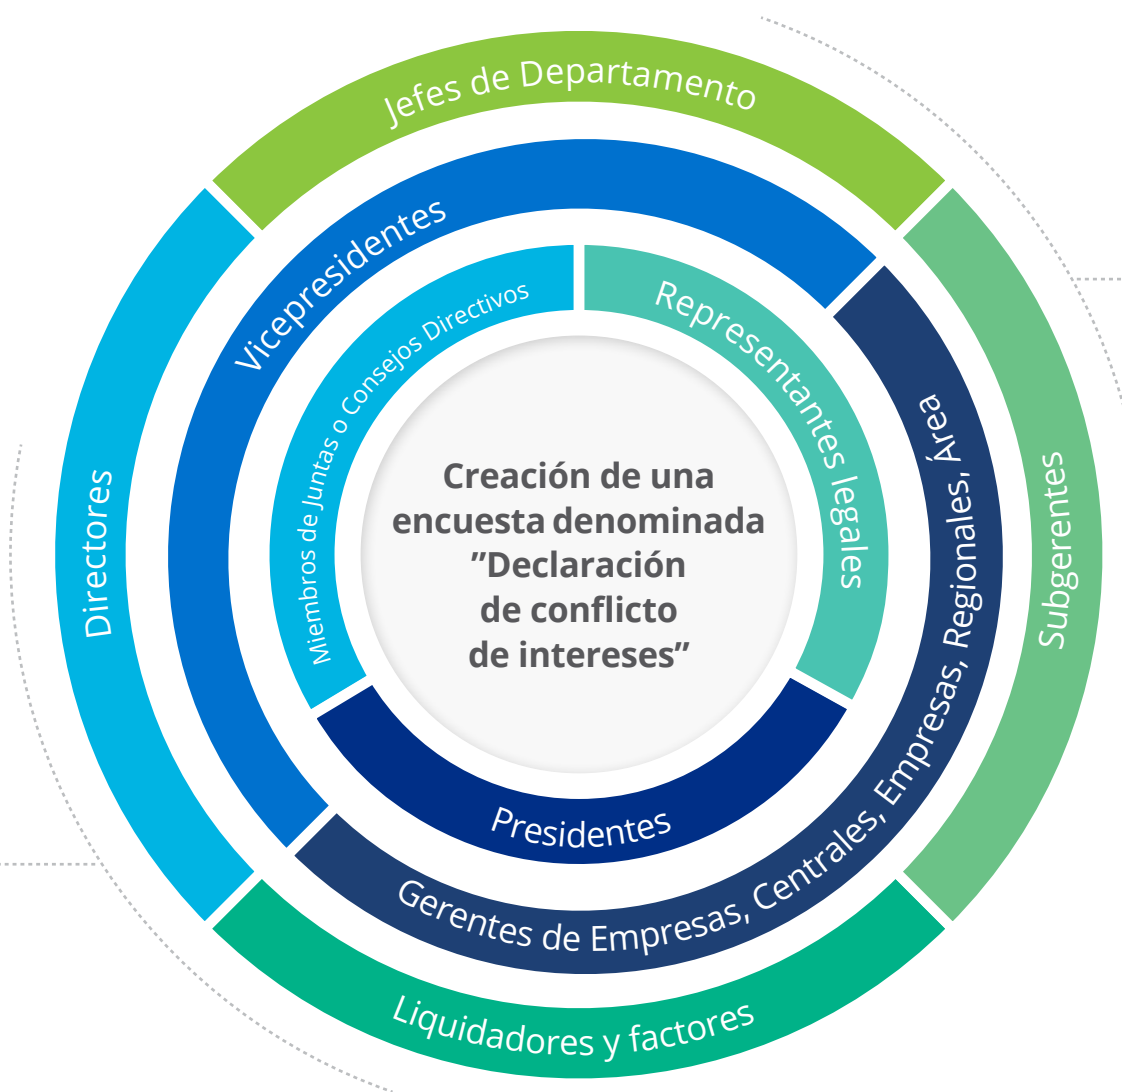 Jefes de Departamento
Vicepresidentes
Miembros de Juntas o Consejos Directivos
Representantes legales
Creación de una
encuesta denominada
”Declaración
de conflicto
de intereses”
Directores
Subgerentes
Presidentes
Gerentes de Empresas, Centrales, Empresas, Regionales, Área
Liquidadores y factores